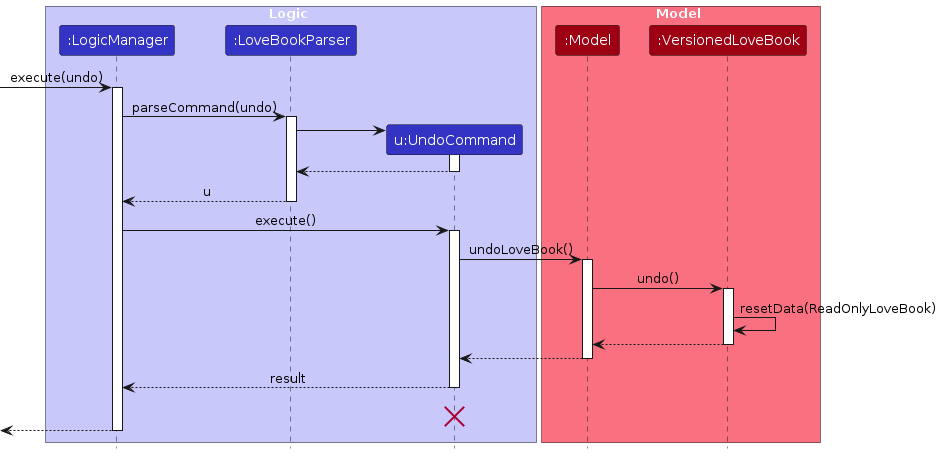 Logic
Model
:LogicManager
:LoveBookParser
:Model
:VersionedLoveBook
execute(undo)
parseCommand(undo)
u:UndoCommand
u
execute()
undoLoveBook()
undo()
resetData(ReadOnlyLoveBook)
result